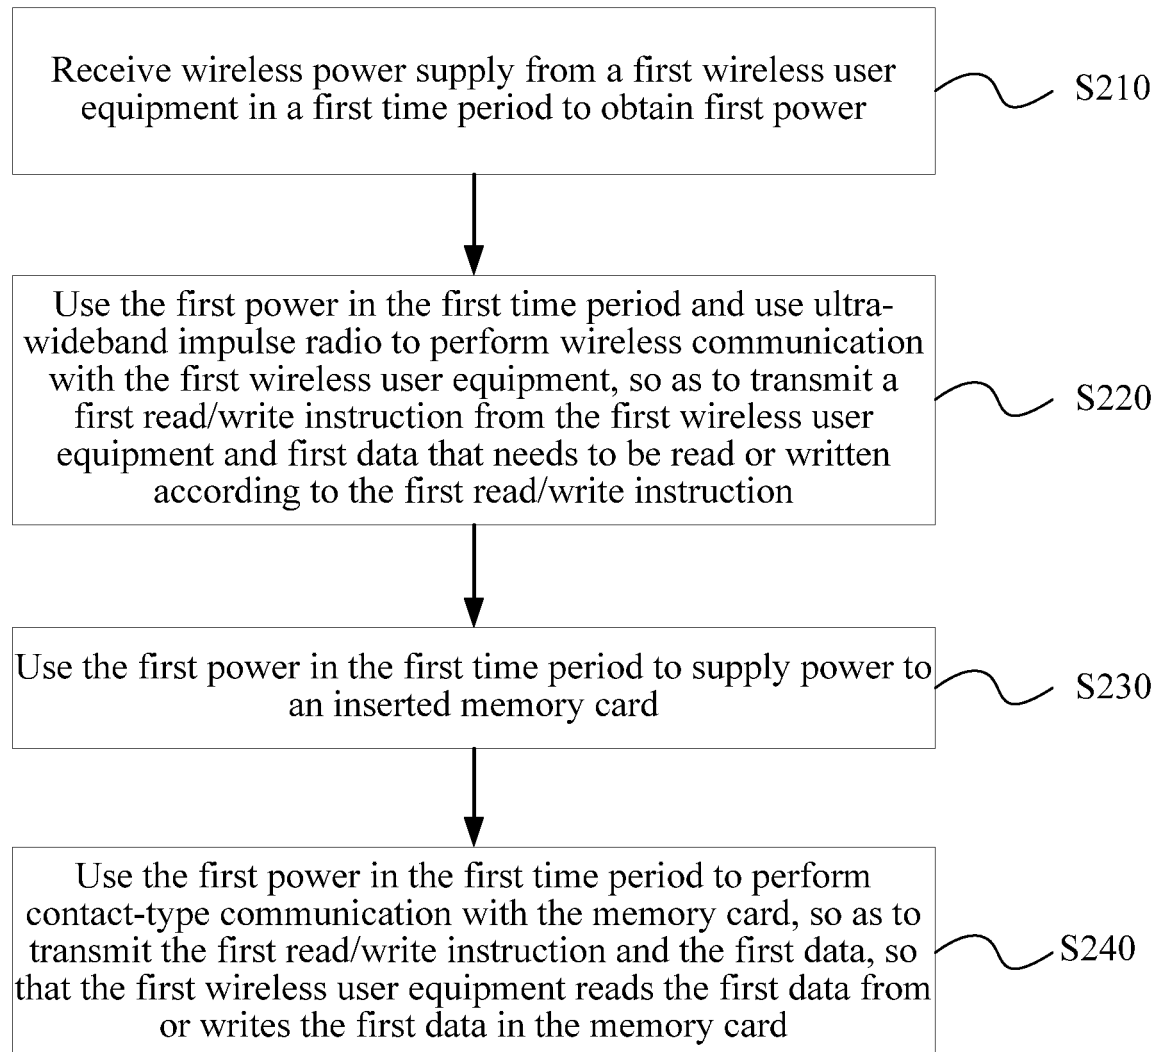 Receive wireless power supply from a first wireless user
equipment in a first time period to obtain first power
S210
Use the first power in the first time period and use ultra-
wideband impulse radio to perform wireless communication
with the first wireless user equipment, so as to transmit a
first read/write instruction from the first wireless user
equipment and first data that needs to be read or written
according to the first read/write instruction
S220
Use the first power in the first time period to supply power to
an inserted memory card
S230
Use the first power in the first time period to perform
contact-type communication with the memory card, so as to
transmit the first read/write instruction and the first data, so
that the first wireless user equipment reads the first data from
or writes the first data in the memory card
S240